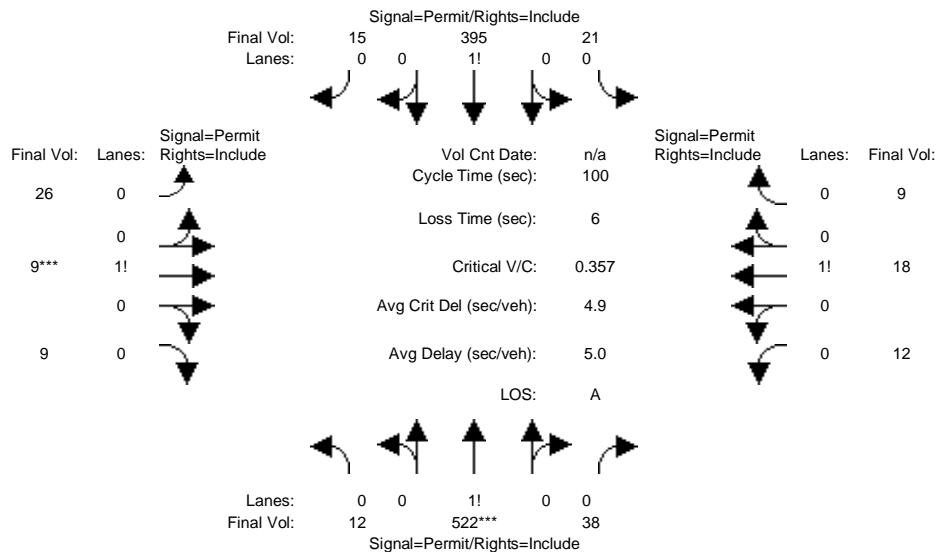 Signal=Permit/Rights=Include
Final Vol: 15 395 21
Lanes: 0 0 1! 0 0
Signal=Permit
Final Vol: Lanes: Rights=Include
Vol Cnt Date: n/a
Signal=Permit
Rights=Include Lanes: Final Vol:
Cycle Time (sec): 100
26 0
0 9
Loss Time (sec): 6
0
0
9*** 1!
Critical V/C: 0.357
1! 18
0
Avg Crit Del (sec/veh): 4.9
0
9 0
Avg Delay (sec/veh): 5.0
0 12
LOS: A
Lanes: 0 0 1! 0 0
Final Vol: 12 522*** 38
Signal=Permit/Rights=Include